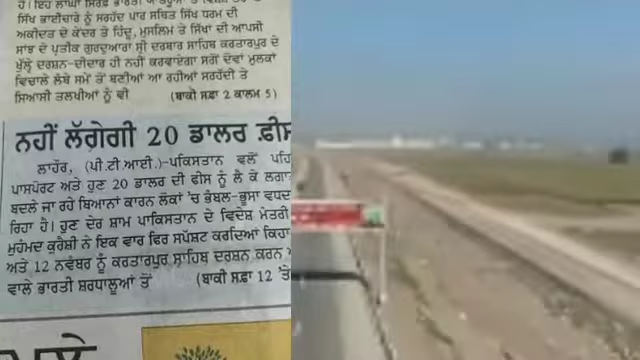 ਹੈ। ਇਹ ਲਾਂਘਾ ਸਿਰਫ਼ ਭਾਰਤੀ
ਸਿੱਖ ਭਾਈਚਾਰੇ ਨੂੰ ਸਰਹੱਦ ਪਾਰ ਸਥਿਤ ਸਿੱਖ ਧਰਮ ਦੀ
ਅਕੀਦਤ ਦੇ ਕੇਂਦਰ ਤੇ ਹਿੰਦੂ, ਮੁਸਲਿਮ ਤੇ ਸਿੱਖਾਂ ਦੀ ਆਪਸੀ
ਸਾਂਝ ਦੇ ਪ੍ਰਤੀਕ ਗੁਰਦੁਆਰਾ ਸ੍ਰੀ ਦਰਬਾਰ ਸਾਹਿਬ ਕਰਤਾਰਪੁਰ ਦੇ
ਖੁੱਲ੍ਹੇ ਦਰਸ਼ਨ-ਦੀਦਾਰ ਹੀ ਨਹੀਂ ਕਰਵਾਏਗਾ ਸਗੋਂ ਦੋਵਾਂ ਮੁਲਕਾਂ
ਵਿਚਾਲੇ ਲੰਬੇ ਸਮੇਂ ਤੋਂ ਬਣੀਆਂ ਆ ਰਹੀਆਂ ਸਰਹੱਦੀ ਤੇ
ਸਿਆਸੀ ਤਲਖੀਆਂ ਨੂੰ ਵੀ (ਬਾਕੀ ਸਫ਼ਾ 2 ਕਾਲਮ 5)
ਨਹੀਂ ਲੱਗੇਗੀ 20 ਡਾਲਰ ਫ਼ੀਸ
ਲਾਹੌਰ, (ਪੀ.ਟੀ.ਆਈ.)-ਪਕਿਸਤਾਨ ਵਲੋਂ ਪਹਿ
ਪਾਸਪੋਰਟ ਅਤੇ ਹੁਣ 20 ਡਾਲਰ ਦੀ ਫੀਸ ਨੂੰ ਲੈ ਕੇ ਲਗਾ
ਬਦਲੇ ਜਾ ਰਹੇ ਬਿਆਨਾਂ ਕਾਰਨ ਲੋਕਾਂ 'ਚ ਭੰਬਲ-ਭੂਸਾ ਵਧਦ
ਰਿਹਾ ਹੈ। ਹੁਣ ਦੇਰ ਸ਼ਾਮ ਪਾਕਿਸਤਾਨ ਦੇ ਵਿਦੇਸ਼ ਮੰਤਰੀ
ਮੁਹੰਮਦ ਕੁਰੈਸ਼ੀ ਨੇ ਇਕ ਵਾਰ ਫਿਰ ਸਪੱਸ਼ਟ ਕਰਦਿਆਂ ਕਿਹਾ
ਅਤੇ 12 ਨਵੰਬਰ ਨੂੰ ਕਰਤਾਰਪੁਰ ਸਾਹਿਬ ਦਰਸ਼ਨ ਕਰਨ ਅ
ਵਾਲੇ ਭਾਰਤੀ ਸ਼ਰਧਾਲੂਆਂ ਤੋਂ (ਬਾਕੀ ਸਫ਼ਾ 12 'ਤੇ